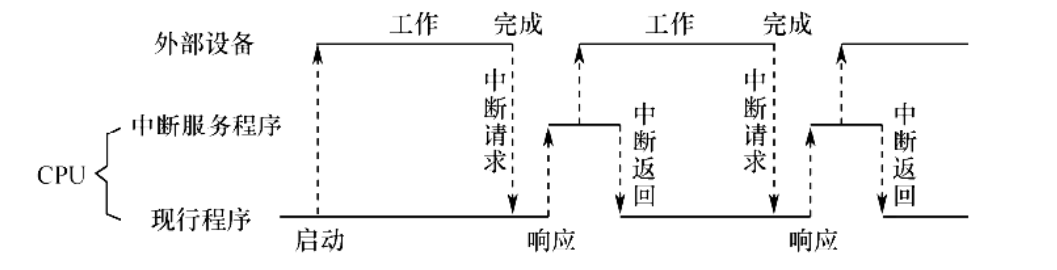 工作
完成
工作
完成
外部设备
中断请求
中断请求
中断服务程序
中断返回
中断返回
CPU
现行程序
启动
响应
响应